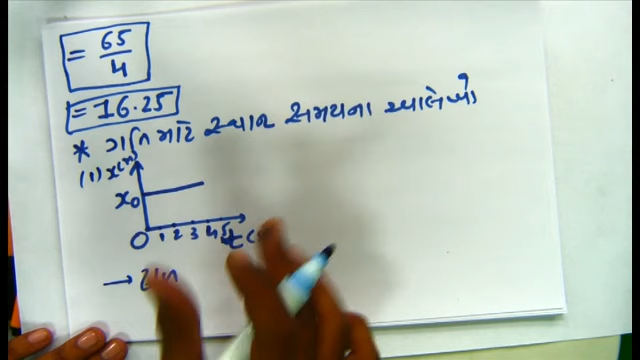 = 65/4
= 16.25
* ગતિ માટે સ્થાન સમયના આલેખો
(1) x(m)
x₀
0 1 2 3 4 5 t(
→